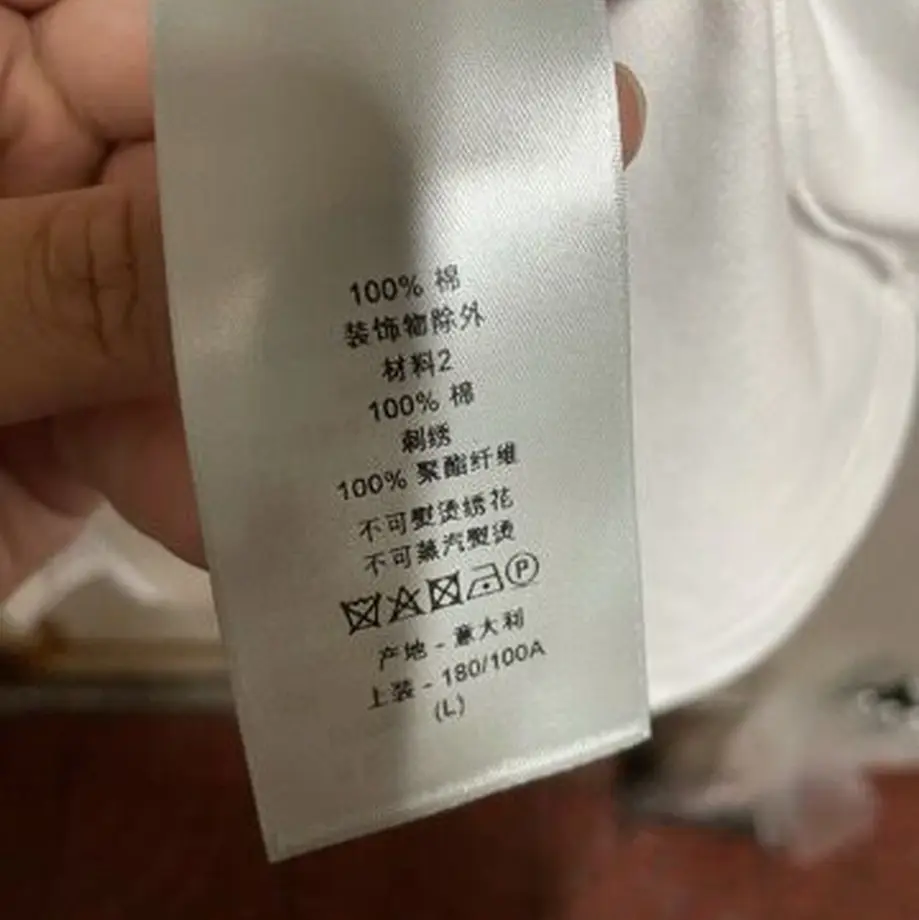 100% 棉
装饰物除外
材料2
100% 棉
刺绣
100% 聚酯纤维
不可熨烫绣花
不可蒸汽熨烫
P
产地 - 意大利
上装 - 180/100A
(L)